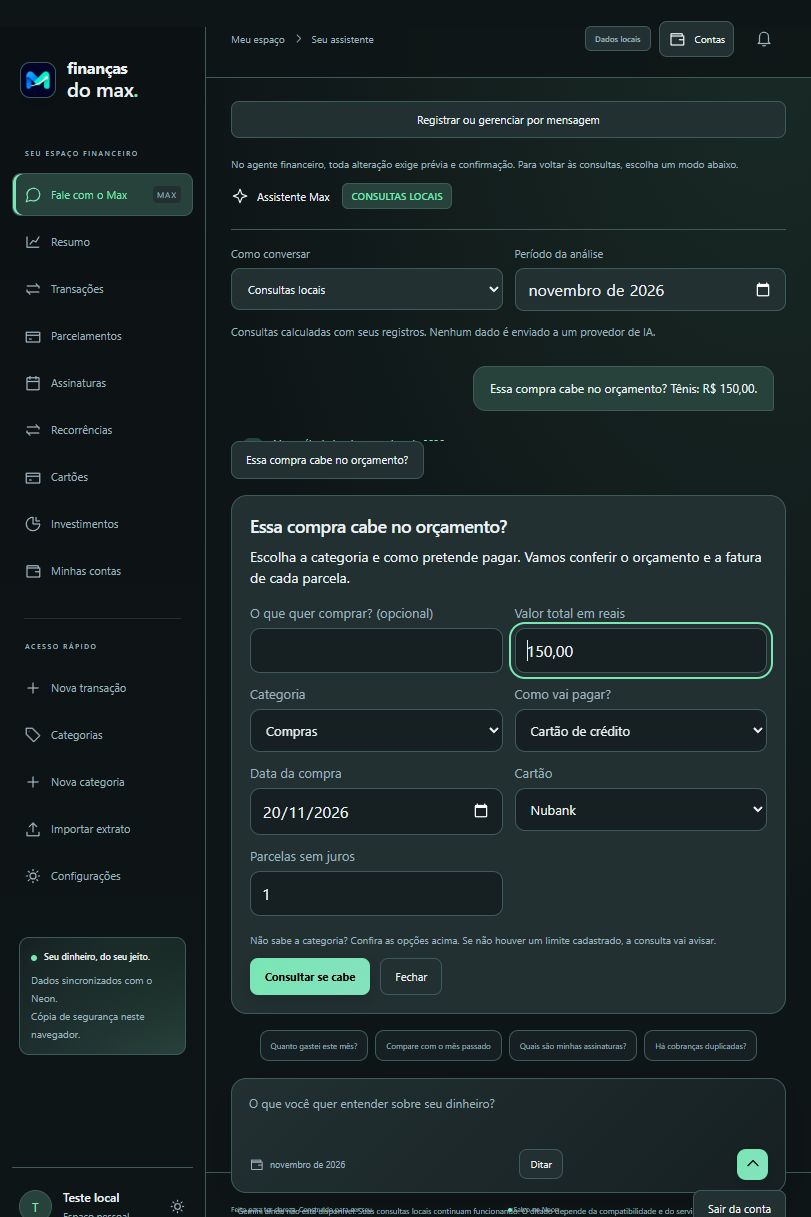 finanças
do max.
SEU ESPAÇO FINANCEIRO
Fale com o Max MAX
Resumo
Transações
Parcelamentos
Assinaturas
Recorrências
Cartões
Investimentos
Minhas contas
ACESSO RÁPIDO
Nova transação
Categorias
Nova categoria
Importar extrato
Configurações
Seu dinheiro, do seu jeito.
Dados sincronizados com o
Neon.
Cópia de segurança neste
navegador.
T
Teste local
Espaço pessoal
Meu espaço > Seu assistente
Dados locais
Contas
Registrar ou gerenciar por mensagem
No agente financeiro, toda alteração exige prévia e confirmação. Para voltar às consultas, escolha um modo abaixo.
Assistente Max CONSULTAS LOCAIS
Como conversar
Consultas locais
Período da análise
novembro de 2026
Consultas calculadas com seus registros. Nenhum dado é enviado a um provedor de IA.
Essa compra cabe no orçamento? Tênis: R$ 150,00.
Essa compra cabe no orçamento?
Essa compra cabe no orçamento?
Escolha a categoria e como pretende pagar. Vamos conferir o orçamento e a fatura
de cada parcela.
O que quer comprar? (opcional)
Valor total em reais
150,00
Categoria
Compras
Como vai pagar?
Cartão de crédito
Data da compra
20/11/2026
Cartão
Nubank
Parcelas sem juros
1
Não sabe a categoria? Confira as opções acima. Se não houver um limite cadastrado, a consulta vai avisar.
Consultar se cabe
Fechar
Quanto gastei este mês?
Compare com o mês passado
Quais são minhas assinaturas?
Há cobranças duplicadas?
O que você quer entender sobre seu dinheiro?
novembro de 2026
Ditar
Sair da conta